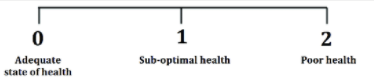 0 1 2
Adequate Sub-optimal health Poor health
state of health